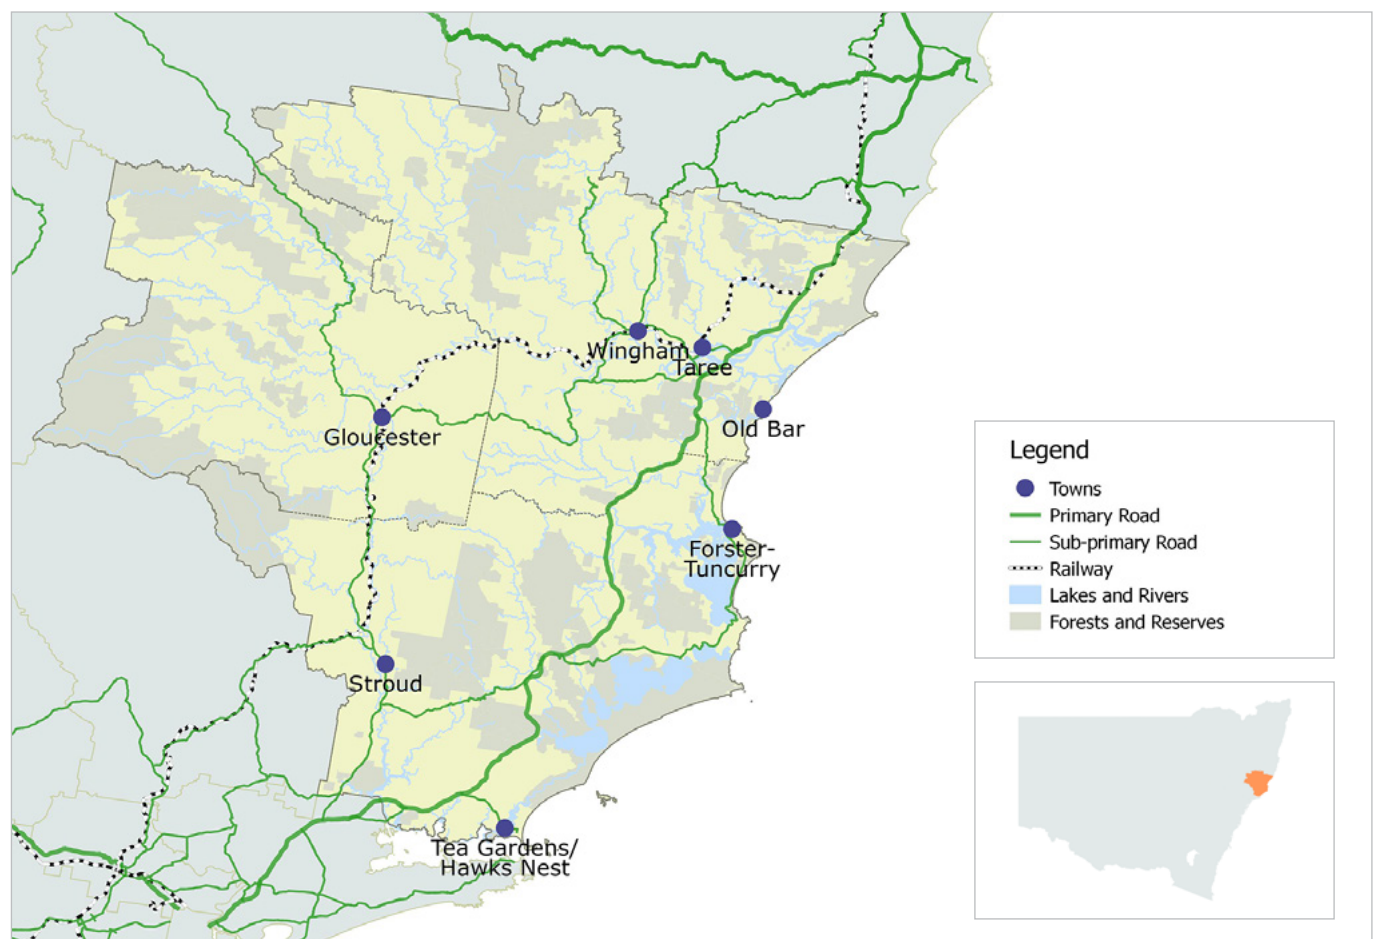 Wingham
Taree
Gloucester
Old Bar
Forster-
Tuncurry
Stroud
Tea Gardens/
Hawks Nest
Legend
Towns
Primary Road
Sub-primary Road
Railway
Lakes and Rivers
Forests and Reserves